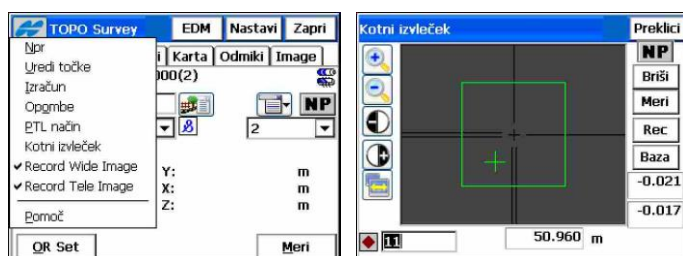 TOPO Survey EDM Nastavi Zapri
Npr
i Karta Odmiki Image
Uredi točke
000(2)
Izračun
NP
Opombe
PTL način
2
Kotni izvleček
Record Wide Image
Y: m
Record Tele Image
X: m
Z: m
Pomoč
QR Set Meri
Kotni izvleček Preklici
NP
Briši
Meri
Rec
Baza
-0.021
-0.017
11 50.960 m